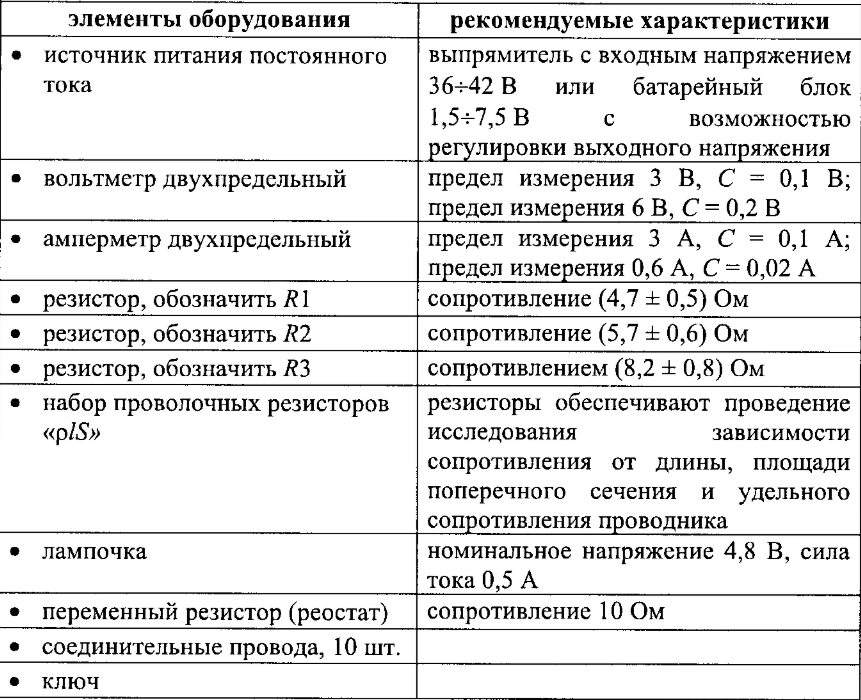 элементы оборудования
рекомендуемые характеристики
• источник питания постоянного
тока
выпрямитель с входным напряжением
36÷42 В или батарейный блок
1,5÷7,5 В с возможностью
регулировки выходного напряжения
• вольтметр двухпредельный
предел измерения 3 В, C = 0,1 В;
предел измерения 6 В, C = 0,2 В
• амперметр двухпредельный
предел измерения 3 А, C = 0,1 А;
предел измерения 0,6 А, C = 0,02 А
• резистор, обозначить R1
сопротивление (4,7 ± 0,5) Ом
• резистор, обозначить R2
сопротивление (5,7 ± 0,6) Ом
• резистор, обозначить R3
сопротивлением (8,2 ± 0,8) Ом
• набор проволочных резисторов
«ρlS»
резисторы обеспечивают проведение
исследования зависимости
сопротивления от длины, площади
поперечного сечения и удельного
сопротивления проводника
• лампочка
номинальное напряжение 4,8 В, сила
тока 0,5 А
• переменный резистор (реостат)
сопротивление 10 Ом
• соединительные провода, 10 шт.
• ключ